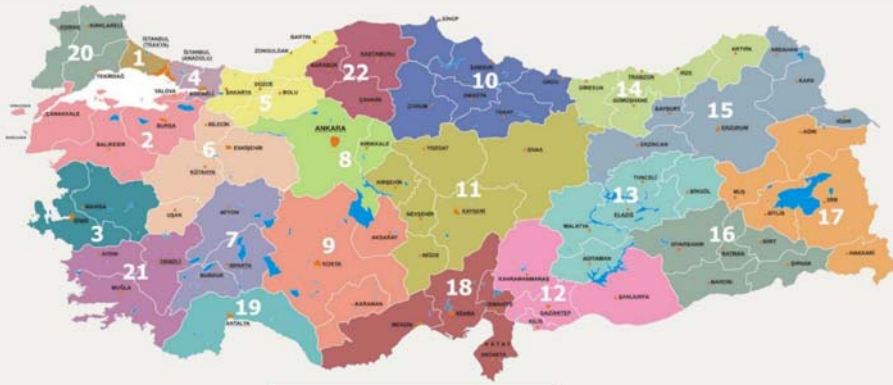 SİNOP
BARTIN
ZONGULDAK
KASTAMONU
KARABÜK
22
ÇANKIRI
KIRKLARELİ
EDİRNE
20
İSTANBUL
(TRAKYA)
1
İSTANBUL
(ANADOLU)
4
TEKİRDAĞ
YALOVA
KOCAELİ
SAKARYA
DÜZCE
BOLU
5
SAMSUN
10
ORDU
AMASYA
ÇORUM
TOKAT
ARTVİN
ARDAHAN
RİZE
TRABZON
GİRESUN
14
GÜMÜŞHANE
BAYBURT
KARS
15
ERZURUM
IĞDIR
AĞRI
ERZİNCAN
ÇANAKKALE
2
BURSA
BALIKESİR
BİLECİK
6
ESKİŞEHİR
KÜTAHYA
UŞAK
ANKARA
8
KIRIKKALE
YOZGAT
SİVAS
KIRŞEHİR
11
NEVŞEHİR
KAYSERİ
NİĞDE
TUNCELİ
13
BİNGÖL
ELAZIĞ
MALATYA
ADIYAMAN
MUŞ
BİTLİS
VAN
17
HAKKARİ
MANİSA
İZMİR
3
AFYON
7
ISPARTA
BURDUR
AYDIN
21
DENİZLİ
MUĞLA
9
KONYA
AKSARAY
KARAMAN
19
ANTALYA
18
MERSİN
ADANA
OSMANİYE
HATAY
ANTAKYA
KAHRAMANMARAŞ
12
GAZİANTEP
KİLİS
ŞANLIURFA
16
DİYARBAKIR
BATMAN
SİİRT
ŞIRNAK
MARDİN